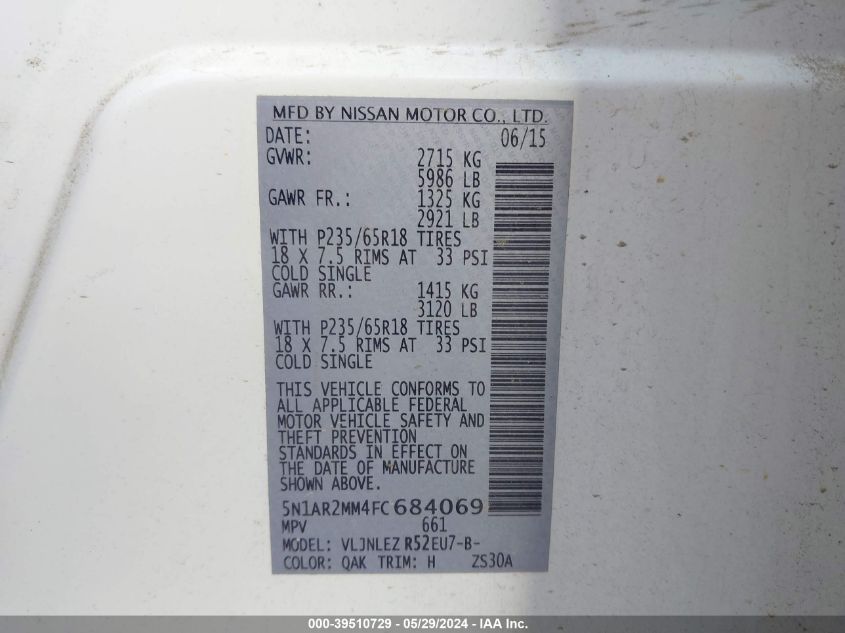 MFD BY NISSAN MOTOR CO., LTD.
DATE: 06/15
GVWR: 2715 KG
5986 LB
GAWR FR.: 1325 KG
2921 LB
WITH P235/65R18 TIRES
18 X 7.5 RIMS AT 33 PSI
COLD SINGLE
GAWR RR.: 1415 KG
3120 LB
WITH P235/65R18 TIRES
18 X 7.5 RIMS AT 33 PSI
COLD SINGLE
THIS VEHICLE CONFORMS TO
ALL APPLICABLE FEDERAL
MOTOR VEHICLE SAFETY AND
THEFT PREVENTION
STANDARDS IN EFFECT ON
THE DATE OF MANUFACTURE
SHOWN ABOVE.
5N1AR2MM4FC684069
MPV 661
MODEL: VLJNLEZ R52EU7-B-
COLOR: QAK TRIM: H ZS30A
000-39510729 - 05/29/2024 - IAA Inc.